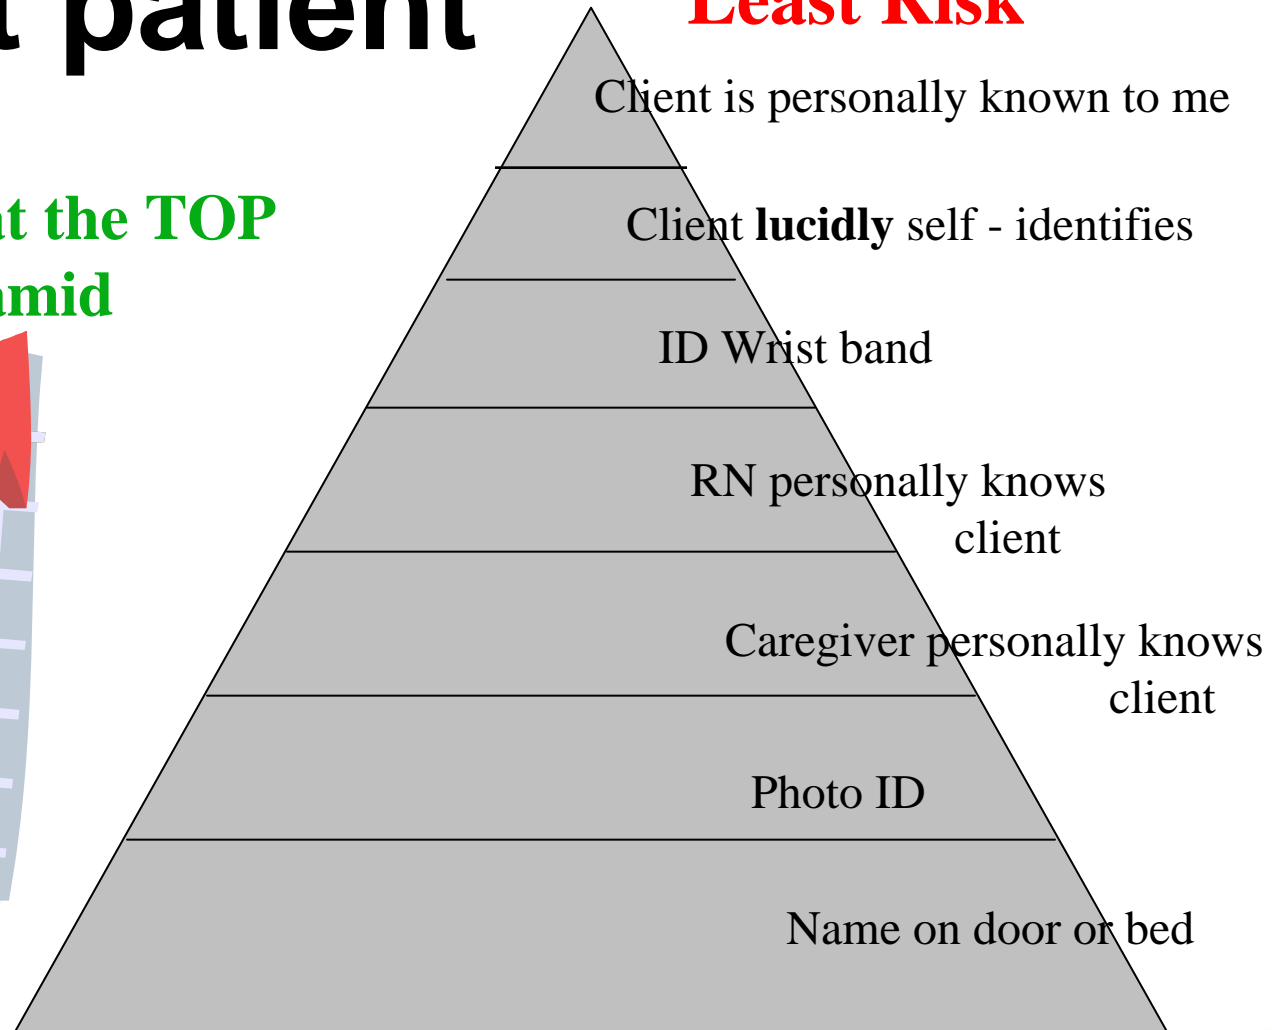 patient
Least Risk
Client is personally known to me
at the TOP
Client lucidly self - identifies
ID Wrist band
RN personally knows
client
Caregiver personally knows
client
Photo ID
Name on door or bed